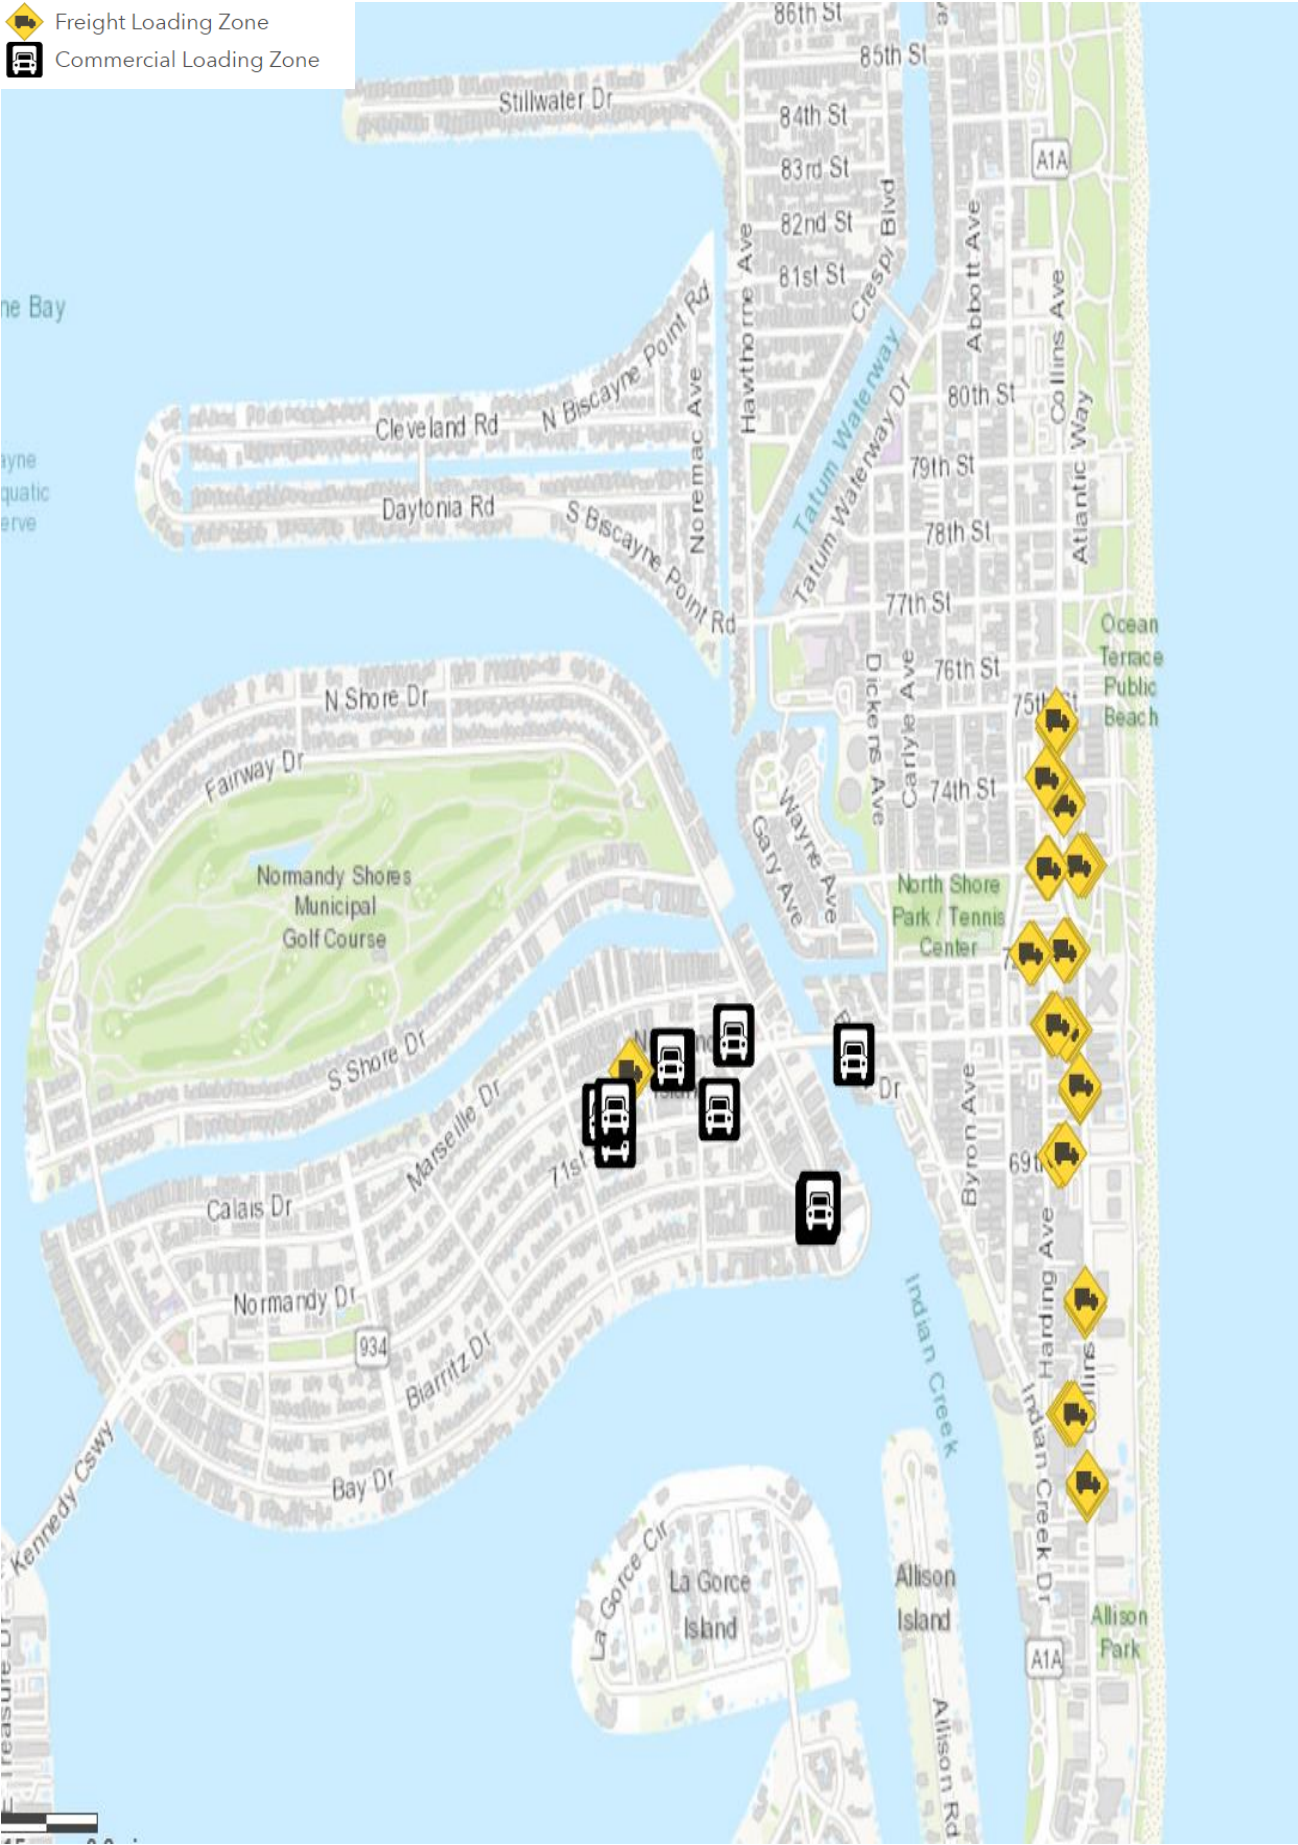 Freight Loading Zone
Commercial Loading Zone
86th St
85th St
Stillwater Dr
84th St
A1A
83rd St
82nd St
Crespi Blvd
Abbott Ave
Hawthorne Ave
81st St
ne Bay
Collins Ave
N Biscayne Point Rd
Tatum Waterway
80th St
Noremac Ave
Cleveland Rd
Tatum Waterway Dr
Atlantic Way
ayne
quatic
erve
79th St
Daytonia Rd
S Biscayne Point Rd
78th St
77th St
Ocean
Terrace
Public
Beach
Dickens Ave
Carlyle Ave
76th St
75th St
N Shore Dr
Fairway Dr
74th St
Wayne Ave
Gary Ave
Normandy Shores
Municipal
Golf Course
North Shore
Park / Tennis
Center
S Shore Dr
Marseille Dr
Dr
Byron Ave
71st
69th
Calais Dr
Harding Ave
Normandy Dr
934
Biarritz Dr
Indian Creek
Indian Creek Dr
Bay Dr
Kennedy Cswy
La Gorce Cir
La Gorce
Island
Allison
Island
Allison
Park
A1A
Allison Rd